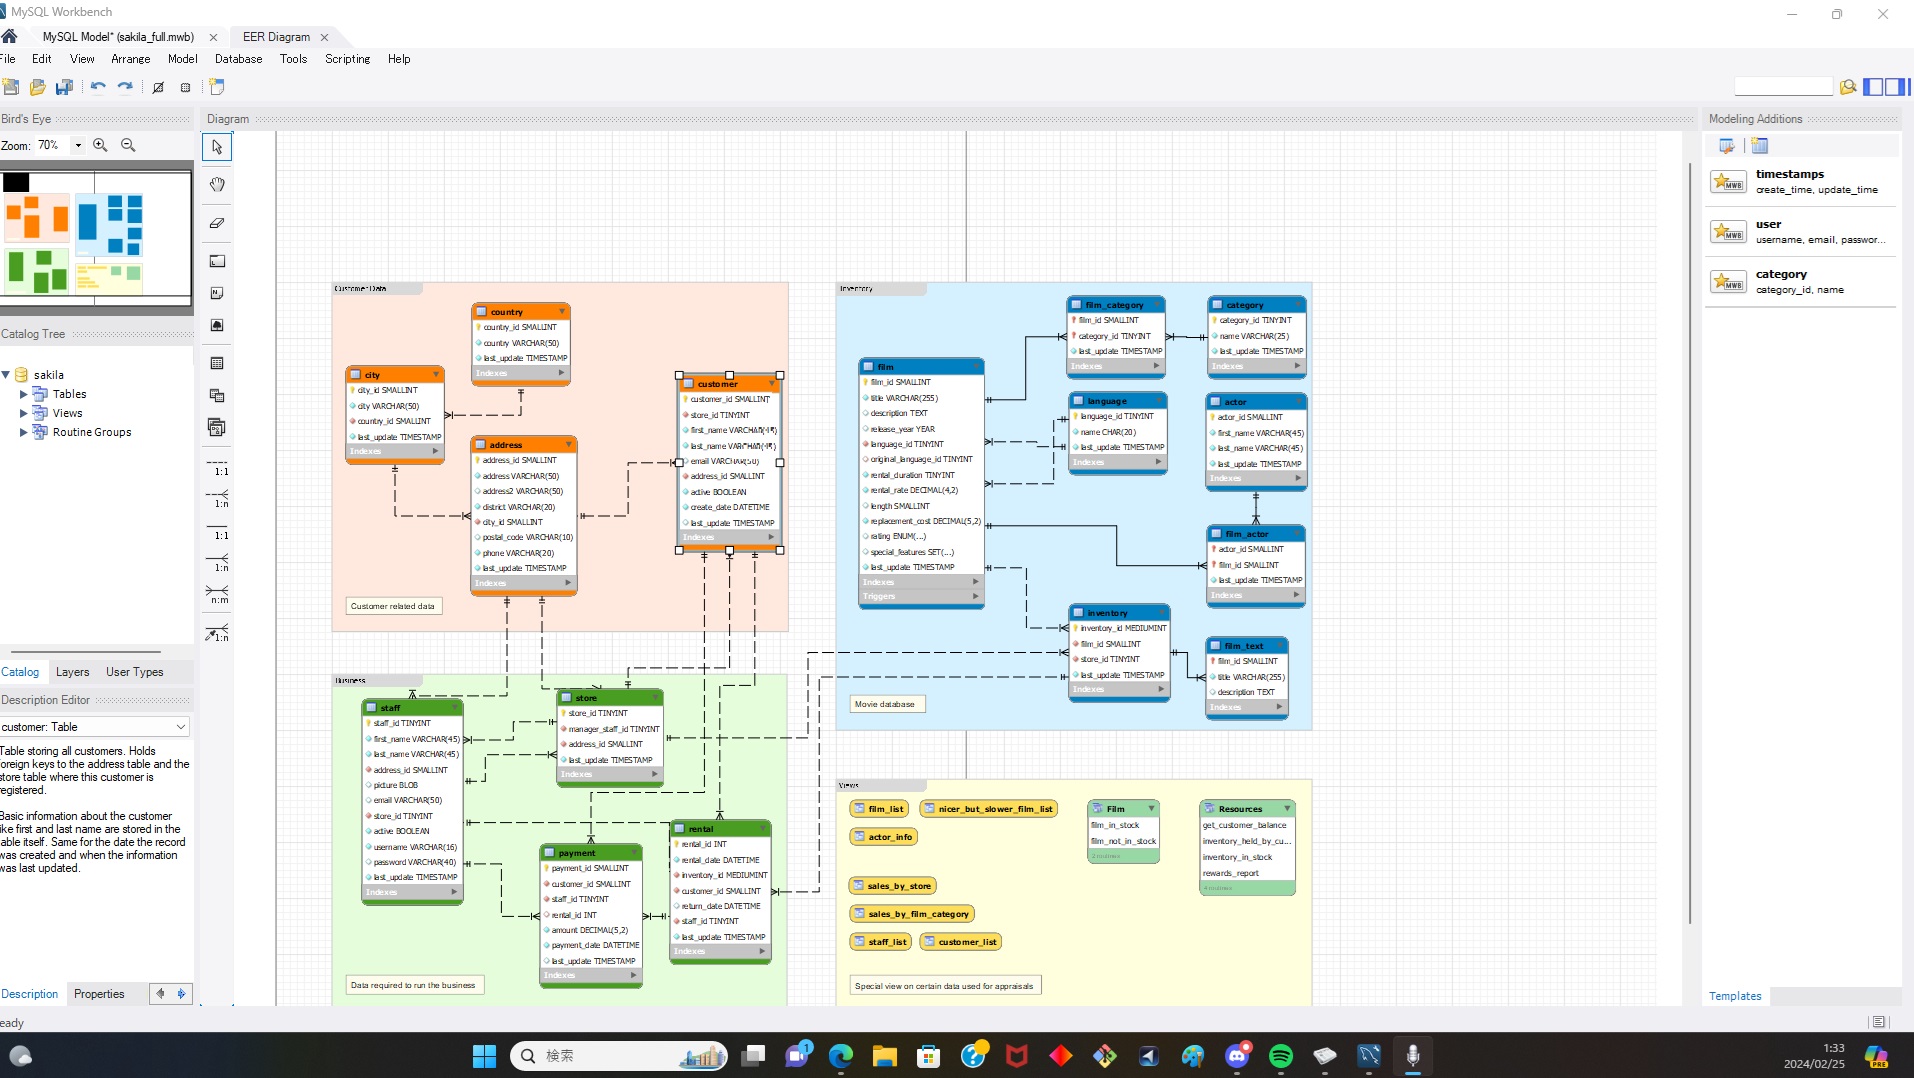 MySQL Workbench
MySQL Model* (sakila_full.mwb)
EER Diagram
File Edit View Arrange Model Database Tools Scripting Help
Bird's Eye
Zoom: 70%
Catalog Tree
sakila
Tables
Views
Routine Groups
Catalog Layers User Types
Description Editor
customer: Table
Table storing all customers. Holds
foreign keys to the address table and the
store table where this customer is
registered.
Basic information about the customer
like first and last name are stored in the
table itself. Same for the date the record
was created and when the information
was last updated.
Description Properties
eady
Diagram
1:1
1:n
1:1
1:n
n:m
1:n
Customer Data
country
country_id SMALLINT
country VARCHAR(50)
last_update TIMESTAMP
Indexes
city
city_id SMALLINT
city VARCHAR(50)
country_id SMALLINT
last_update TIMESTAMP
Indexes
address
address_id SMALLINT
address VARCHAR(50)
address2 VARCHAR(50)
district VARCHAR(20)
city_id SMALLINT
postal_code VARCHAR(10)
phone VARCHAR(20)
last_update TIMESTAMP
Indexes
customer
customer_id SMALLINT
store_id TINYINT
first_name
last_name
email VARCHAR(50)
address_id SMALLINT
active BOOLEAN
create_date DATETIME
last_update TIMESTAMP
Indexes
Customer related data
Business
staff
staff_id TINYINT
first_name VARCHAR(45)
last_name VARCHAR(45)
address_id SMALLINT
picture BLOB
email VARCHAR(50)
store_id TINYINT
active BOOLEAN
username VARCHAR(16)
password VARCHAR(40)
last_update TIMESTAMP
Indexes
store
store_id TINYINT
manager_staff_id TINYINT
address_id SMALLINT
last_update TIMESTAMP
Indexes
payment
payment_id SMALLINT
customer_id SMALLINT
staff_id TINYINT
rental_id INT
amount DECIMAL(5,2)
payment_date DATETIME
last_update TIMESTAMP
Indexes
rental
rental_id INT
rental_date DATETIME
inventory_id MEDIUMINT
customer_id SMALLINT
return_date DATETIME
staff_id TINYINT
last_update TIMESTAMP
Indexes
Data required to run the business
Inventory
film
film_id SMALLINT
title VARCHAR(255)
description TEXT
release_year YEAR
language_id TINYINT
original_language_id TINYINT
rental_duration TINYINT
rental_rate DECIMAL(4,2)
length SMALLINT
replacement_cost DECIMAL(5,2)
rating ENUM(...)
special_features SET(...)
last_update TIMESTAMP
Indexes
Triggers
film_category
film_id SMALLINT
category_id TINYINT
last_update TIMESTAMP
Indexes
category
category_id TINYINT
name VARCHAR(25)
last_update TIMESTAMP
Indexes
language
language_id TINYINT
name CHAR(20)
last_update TIMESTAMP
Indexes
actor
actor_id SMALLINT
first_name VARCHAR(45)
last_name VARCHAR(45)
last_update TIMESTAMP
Indexes
film_actor
actor_id SMALLINT
film_id SMALLINT
last_update TIMESTAMP
Indexes
inventory
inventory_id MEDIUMINT
film_id SMALLINT
store_id TINYINT
last_update TIMESTAMP
Indexes
film_text
film_id SMALLINT
title VARCHAR(255)
description TEXT
Indexes
Movie database
Views
film_list
nicer_but_slower_film_list
actor_info
sales_by_store
sales_by_film_category
staff_list
customer_list
Film
film_in_stock
film_not_in_stock
2 routines
Resources
get_customer_balance
inventory_held_by_cu...
inventory_in_stock
rewards_report
4 routines
Special view on certain data used for appraisals
Modeling Additions
timestamps
create_time, update_time
user
username, email, passwor...
category
category_id, name
Templates
検索
1
1:33
2024/02/25
PRE